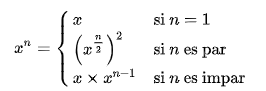 x
x^n = { (x^{n/2})^2
x × x^{n−1}
si n = 1
si n es par
si n es impar